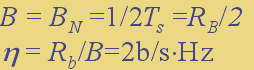 B = B_N =1/2T_s =R_B/2
η = R_b/B=2b/s·Hz